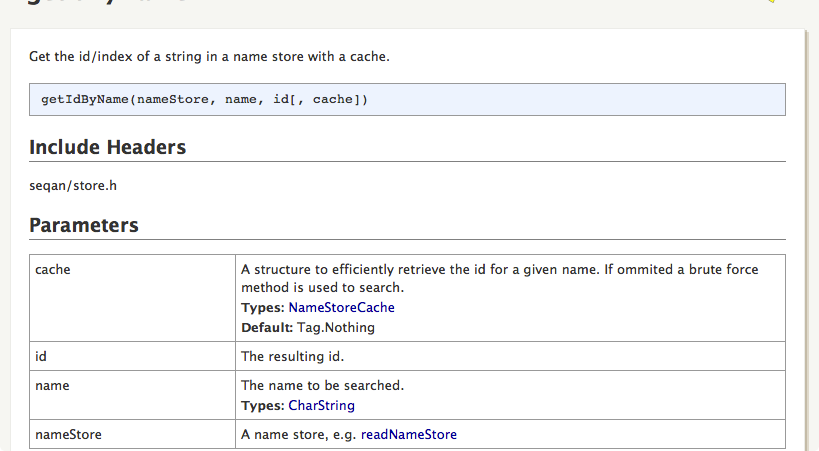 Get the id/index of a string in a name store with a cache.
getIdByName(nameStore, name, id[, cache])
Include Headers
seqan/store.h
Parameters
cache
A structure to efficiently retrieve the id for a given name. If ommited a brute force
method is used to search.
Types: NameStoreCache
Default: Tag.Nothing
id
The resulting id.
name
The name to be searched.
Types: CharString
nameStore
A name store, e.g. readNameStore